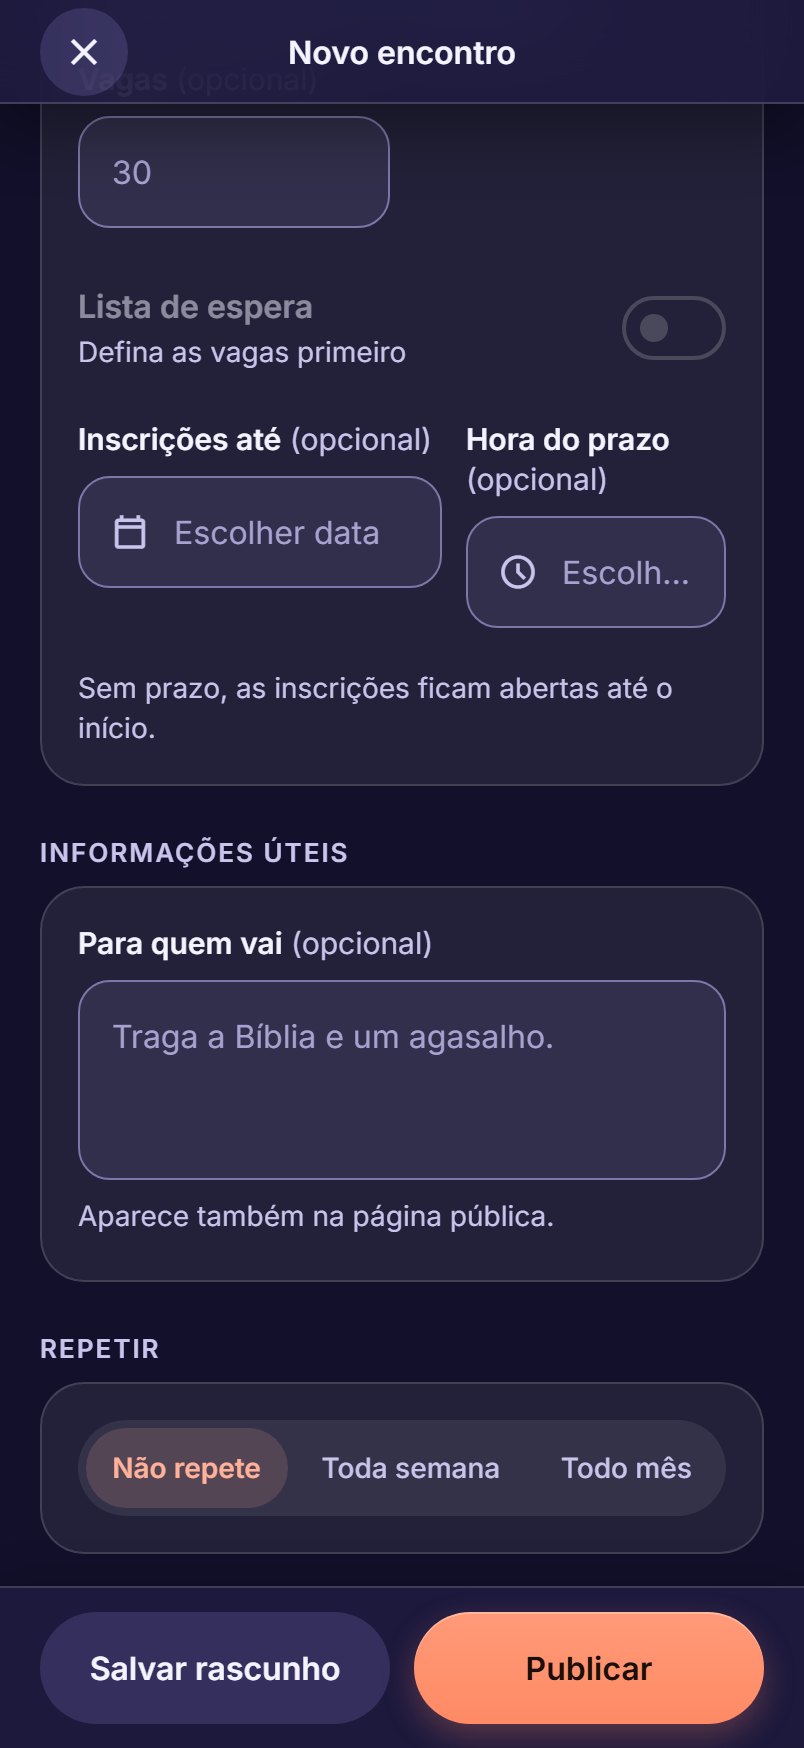 Novo encontro
Vagas (opcional)
30
Lista de espera
Defina as vagas primeiro
Inscrições até (opcional)
Escolher data
Hora do prazo
(opcional)
Escolh...
Sem prazo, as inscrições ficam abertas até o
início.
INFORMAÇÕES ÚTEIS
Para quem vai (opcional)
Traga a Bíblia e um agasalho.
Aparece também na página pública.
REPETIR
Não repete
Toda semana
Todo mês
Salvar rascunho
Publicar